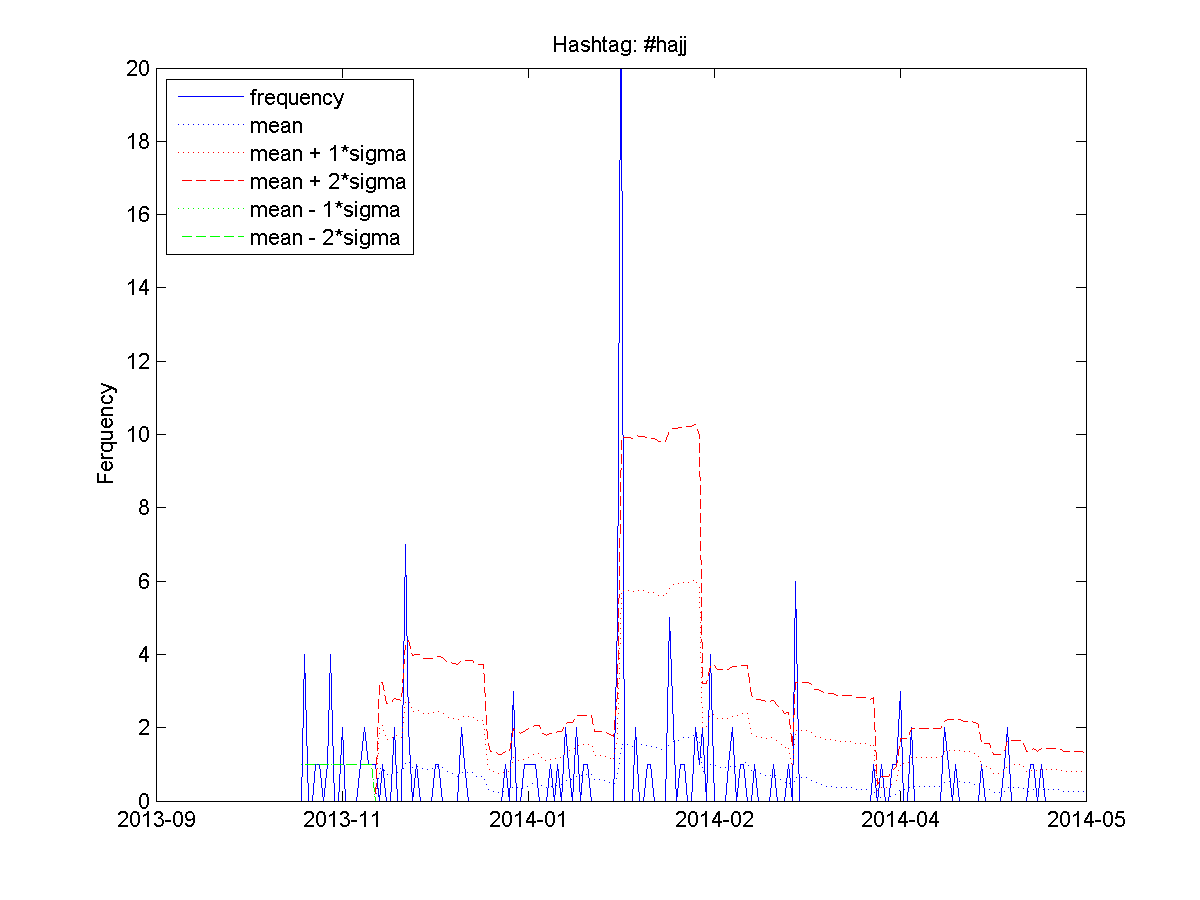 Hashtag: #hajj
20
18
16
14
12
10
8
6
4
2
0
Ferquency
frequency
mean
mean + 1*sigma
mean + 2*sigma
mean - 1*sigma
mean - 2*sigma
2013-09 2013-11 2014-01 2014-02 2014-04 2014-05